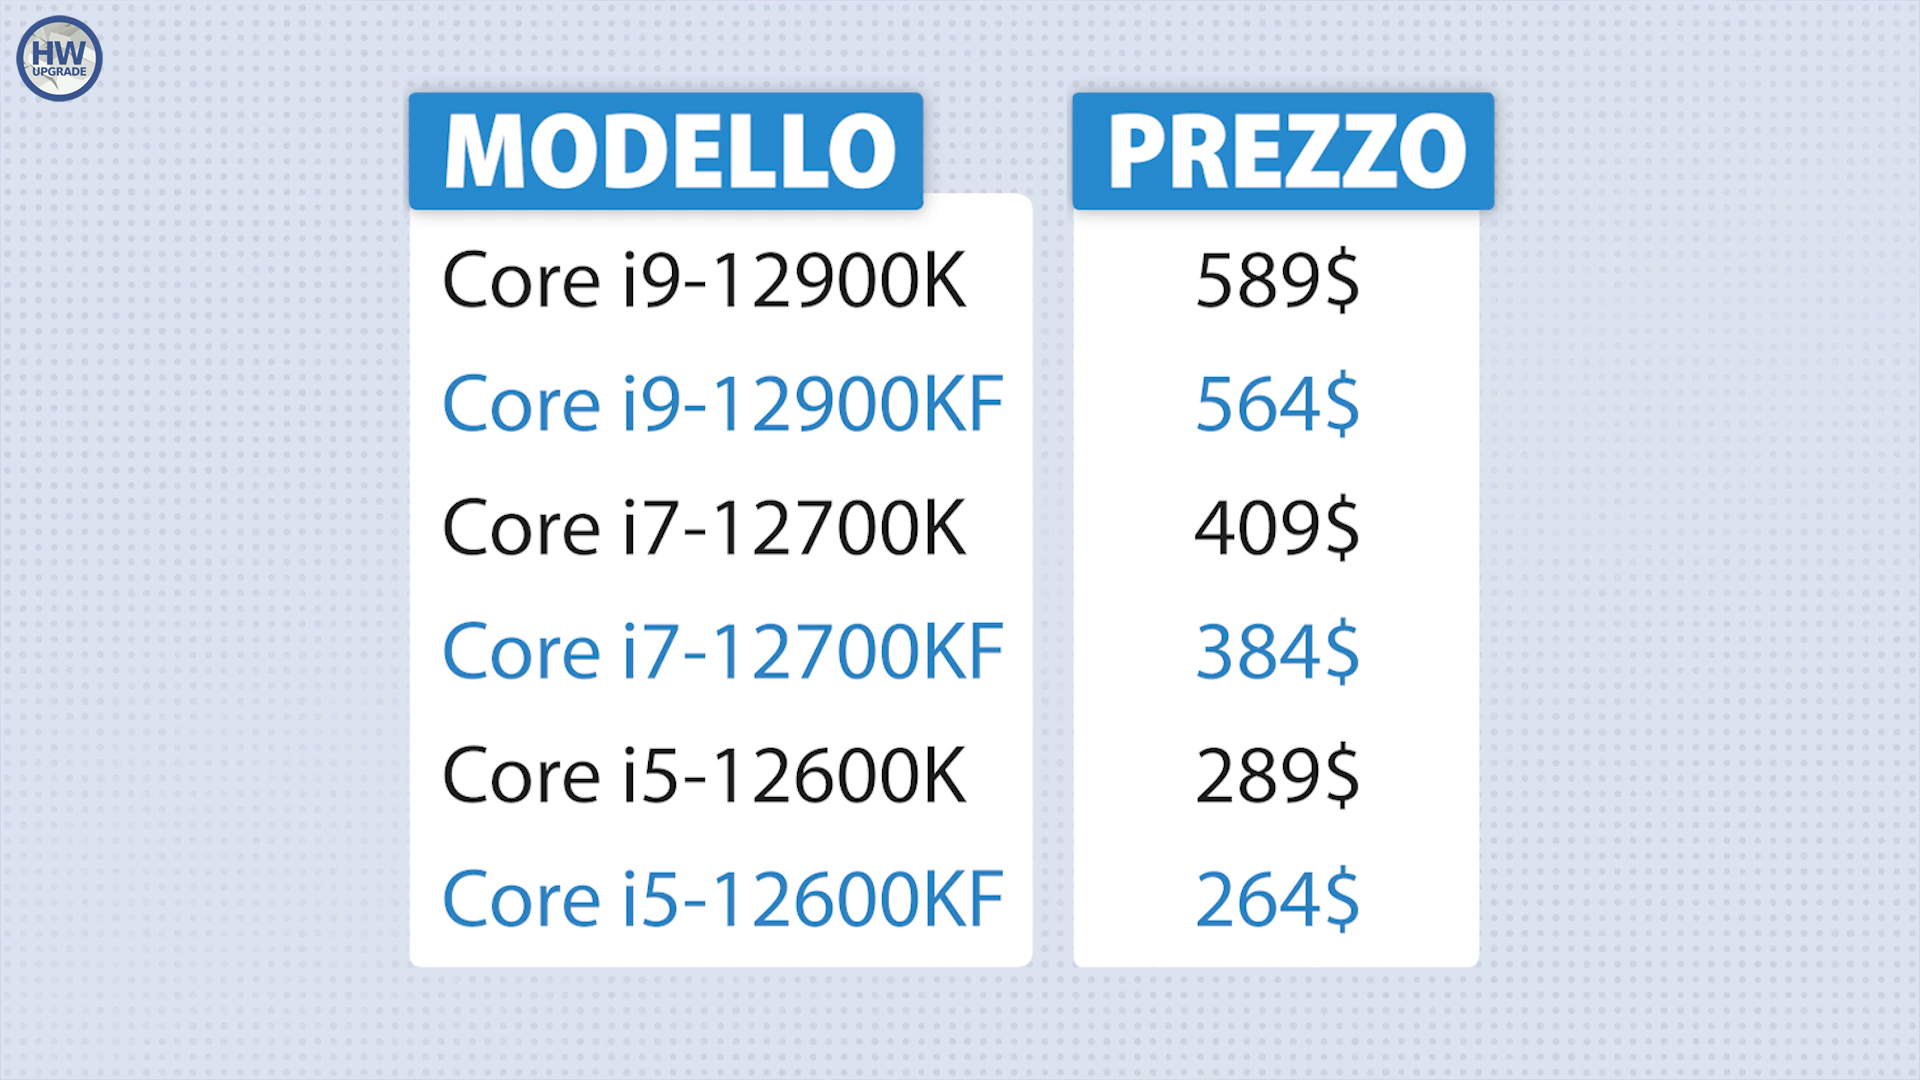 HW
UPGRADE
MODELLO PREZZO
Core i9-12900K 589$
Core i9-12900KF 564$
Core i7-12700K 409$
Core i7-12700KF 384$
Core i5-12600K 289$
Core i5-12600KF 264$